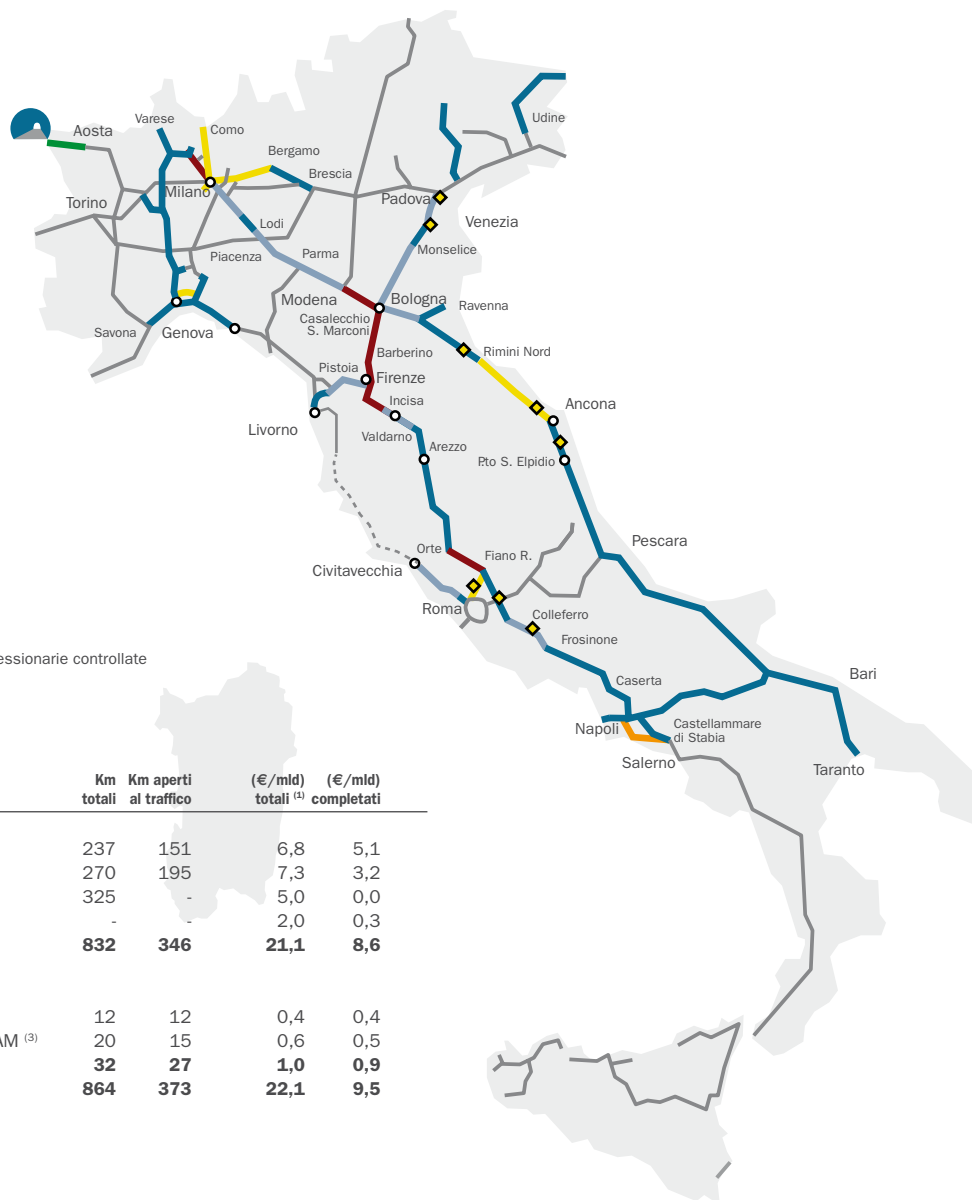 Varese
Como
Aosta
Udine
Bergamo
Brescia
Milano
Padova
Torino
Venezia
Lodi
Monselice
Piacenza
Parma
Modena
Bologna
Ravenna
Casalecchio
S. Marconi
Savona
Genova
Barberino
Rimini Nord
Pistoia
Firenze
Incisa
Ancona
Livorno
Valdarno
Arezzo
P.to S. Elpidio
Pescara
Orte
Fiano R.
Civitavecchia
Roma
Colleferro
Frosinone
essionarie controllate
Caserta
Bari
Napoli
Castellammare
di Stabia
Salerno
Taranto
Km Km aperti (€/mld) (€/mld)
totali al traffico totali (1) completati
237 151 6,8 5,1
270 195 7,3 3,2
325 - 5,0 0,0
- - 2,0 0,3
832 346 21,1 8,6
12 12 0,4 0,4
AM (3) 20 15 0,6 0,5
32 27 1,0 0,9
864 373 22,1 9,5